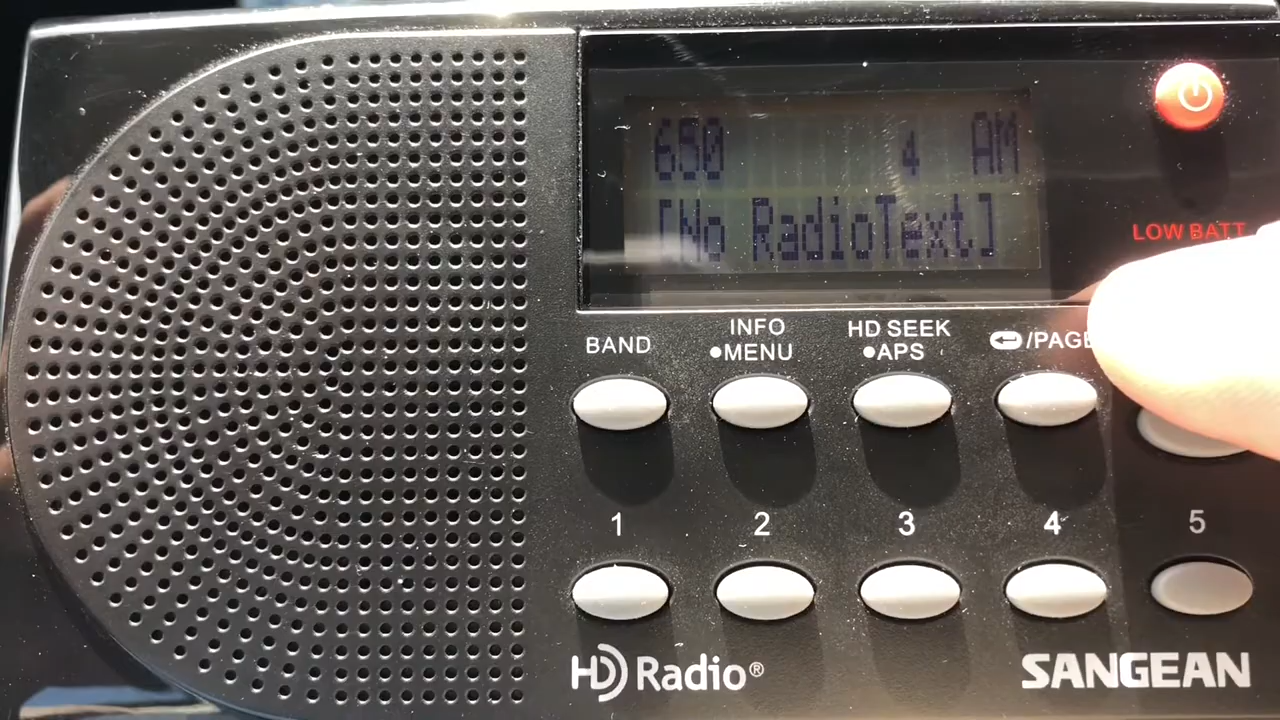 650 4 AM
[No RadioText]
LOW BATT
BAND
INFO
●MENU
HD SEEK
●APS
/PAGE
1
2
3
4
5
HD Radio®
SANGEAN